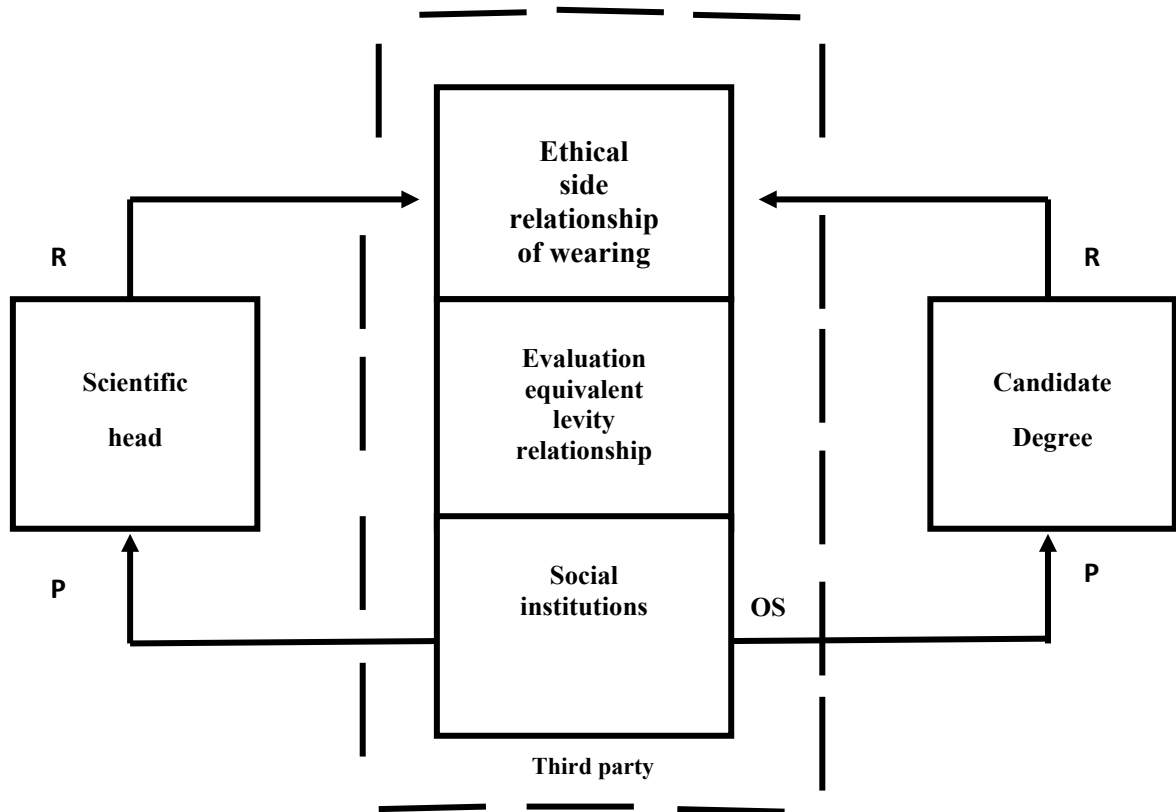 Ethical
side
relationship
of wearing
R
R
Scientific
head
Evaluation
equivalent
levity
relationship
Candidate
Degree
P
Social
institutions
OS
P
Third party